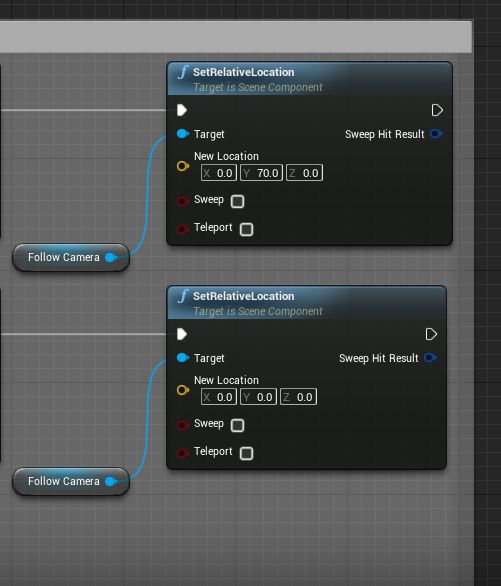 SetRelativeLocation
Target is Scene Component
Target Sweep Hit Result
New Location
X 0.0 Y 70.0 Z 0.0
Sweep
Teleport
Follow Camera
SetRelativeLocation
Target is Scene Component
Target Sweep Hit Result
New Location
X 0.0 Y 0.0 Z 0.0
Sweep
Teleport
Follow Camera